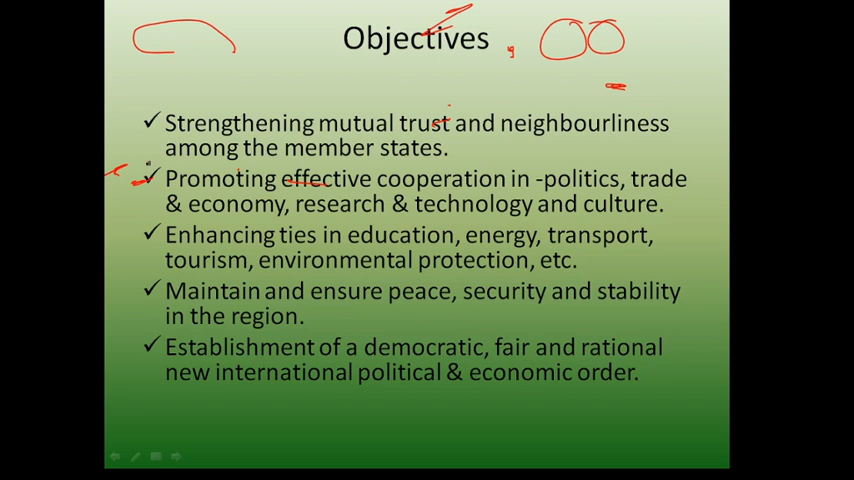 Objectives
✓ Strengthening mutual trust and neighbourliness
among the member states.
✓ Promoting effective cooperation in -politics, trade
& economy, research & technology and culture.
✓ Enhancing ties in education, energy, transport,
tourism, environmental protection, etc.
✓ Maintain and ensure peace, security and stability
in the region.
✓ Establishment of a democratic, fair and rational
new international political & economic order.